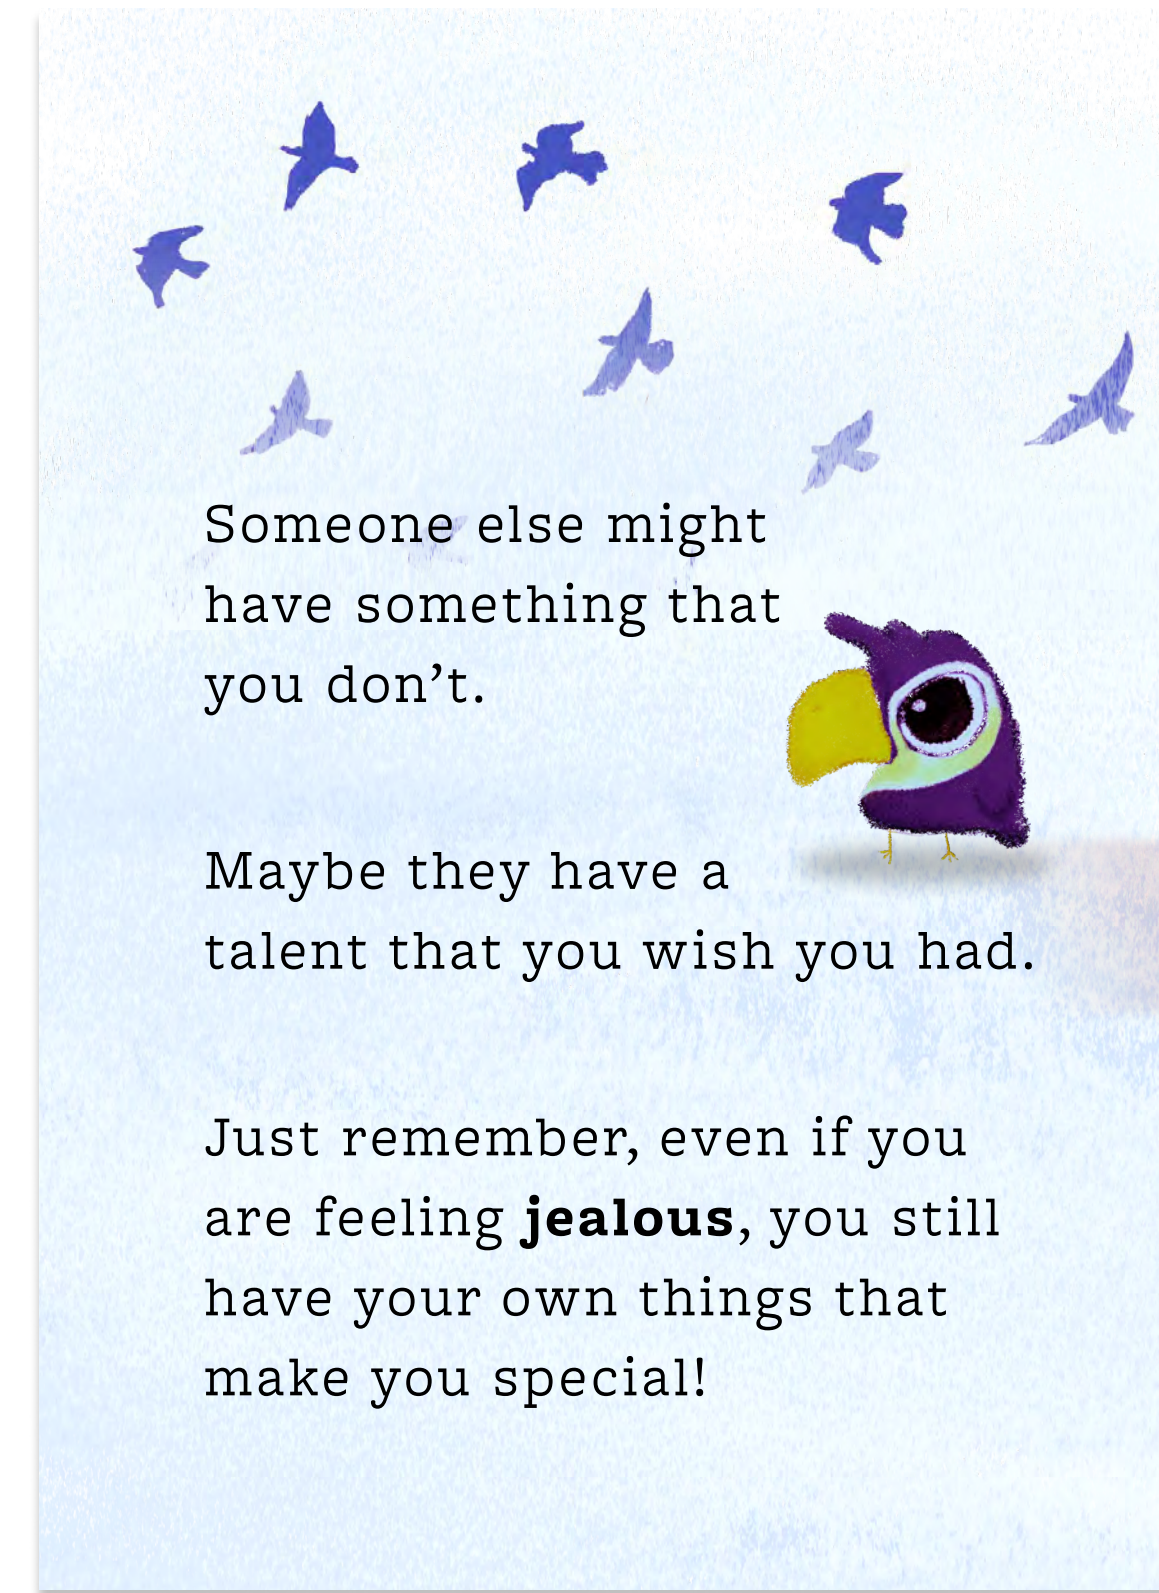 Someone else might
have something that
you don’t.
Maybe they have a
talent that you wish you had.
Just remember, even if you
are feeling jealous, you still
have your own things that
make you special!